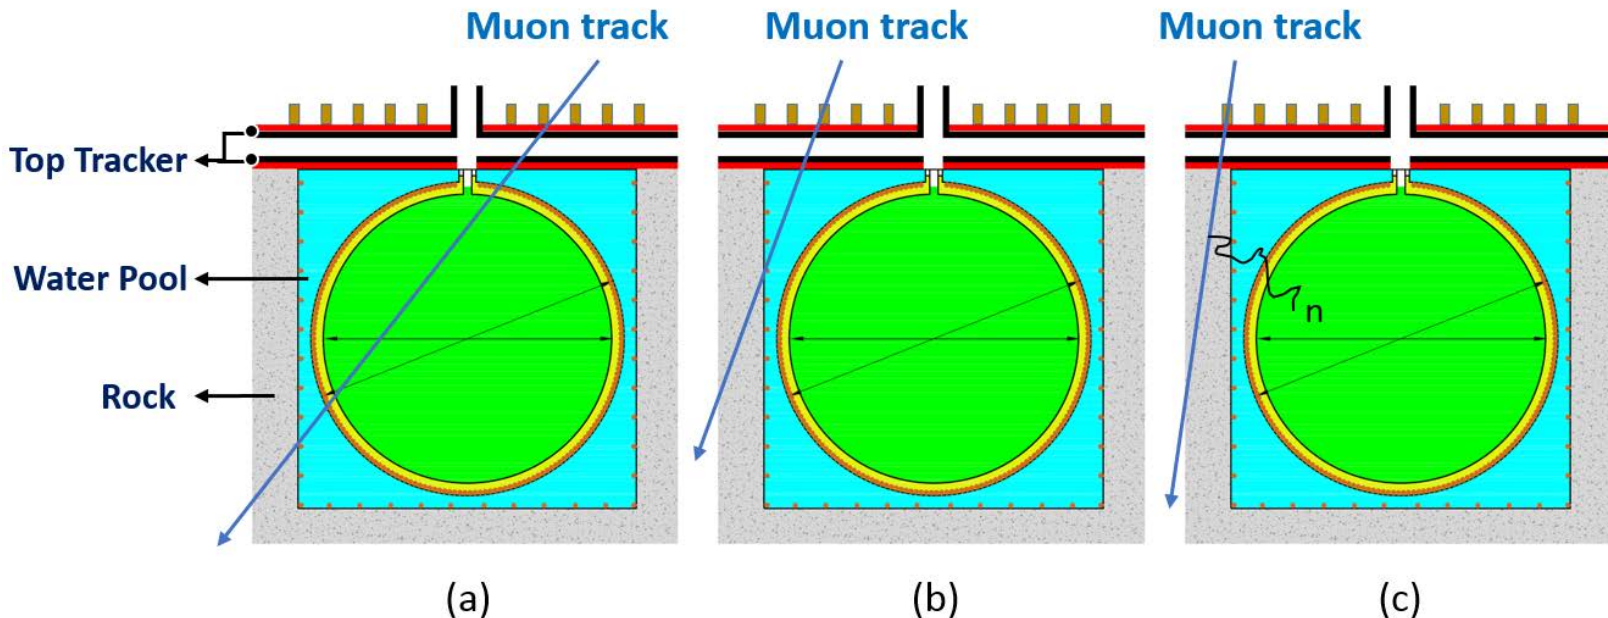 Muon track
Muon track
Muon track
Top Tracker
Water Pool
Rock
n
(a)
(b)
(c)